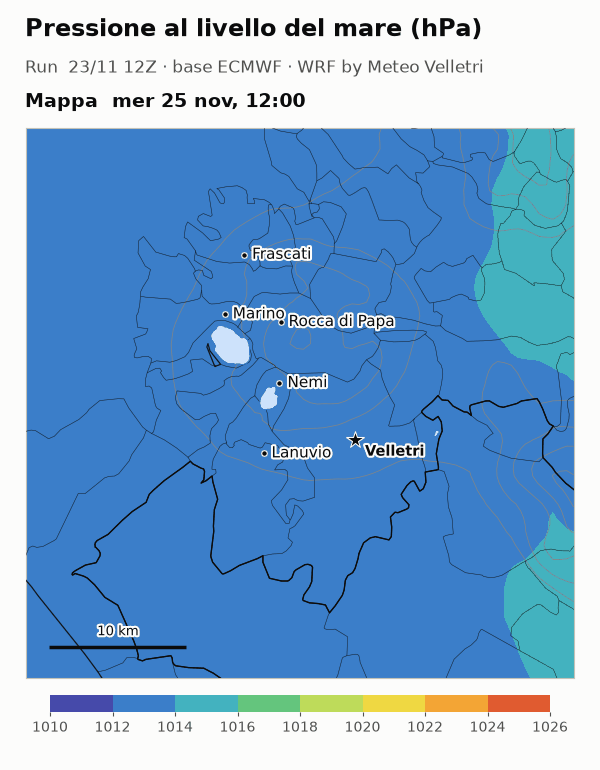 Pressione al livello del mare (hPa)
Run  23/11 12Z · base ECMWF · WRF by Meteo Velletri
Mappa  mer 25 nov, 12:00
Frascati
Marino
Rocca di Papa
Nemi
Velletri
Lanuvio
10 km
1010 1012 1014 1016 1018 1020 1022 1024 1026